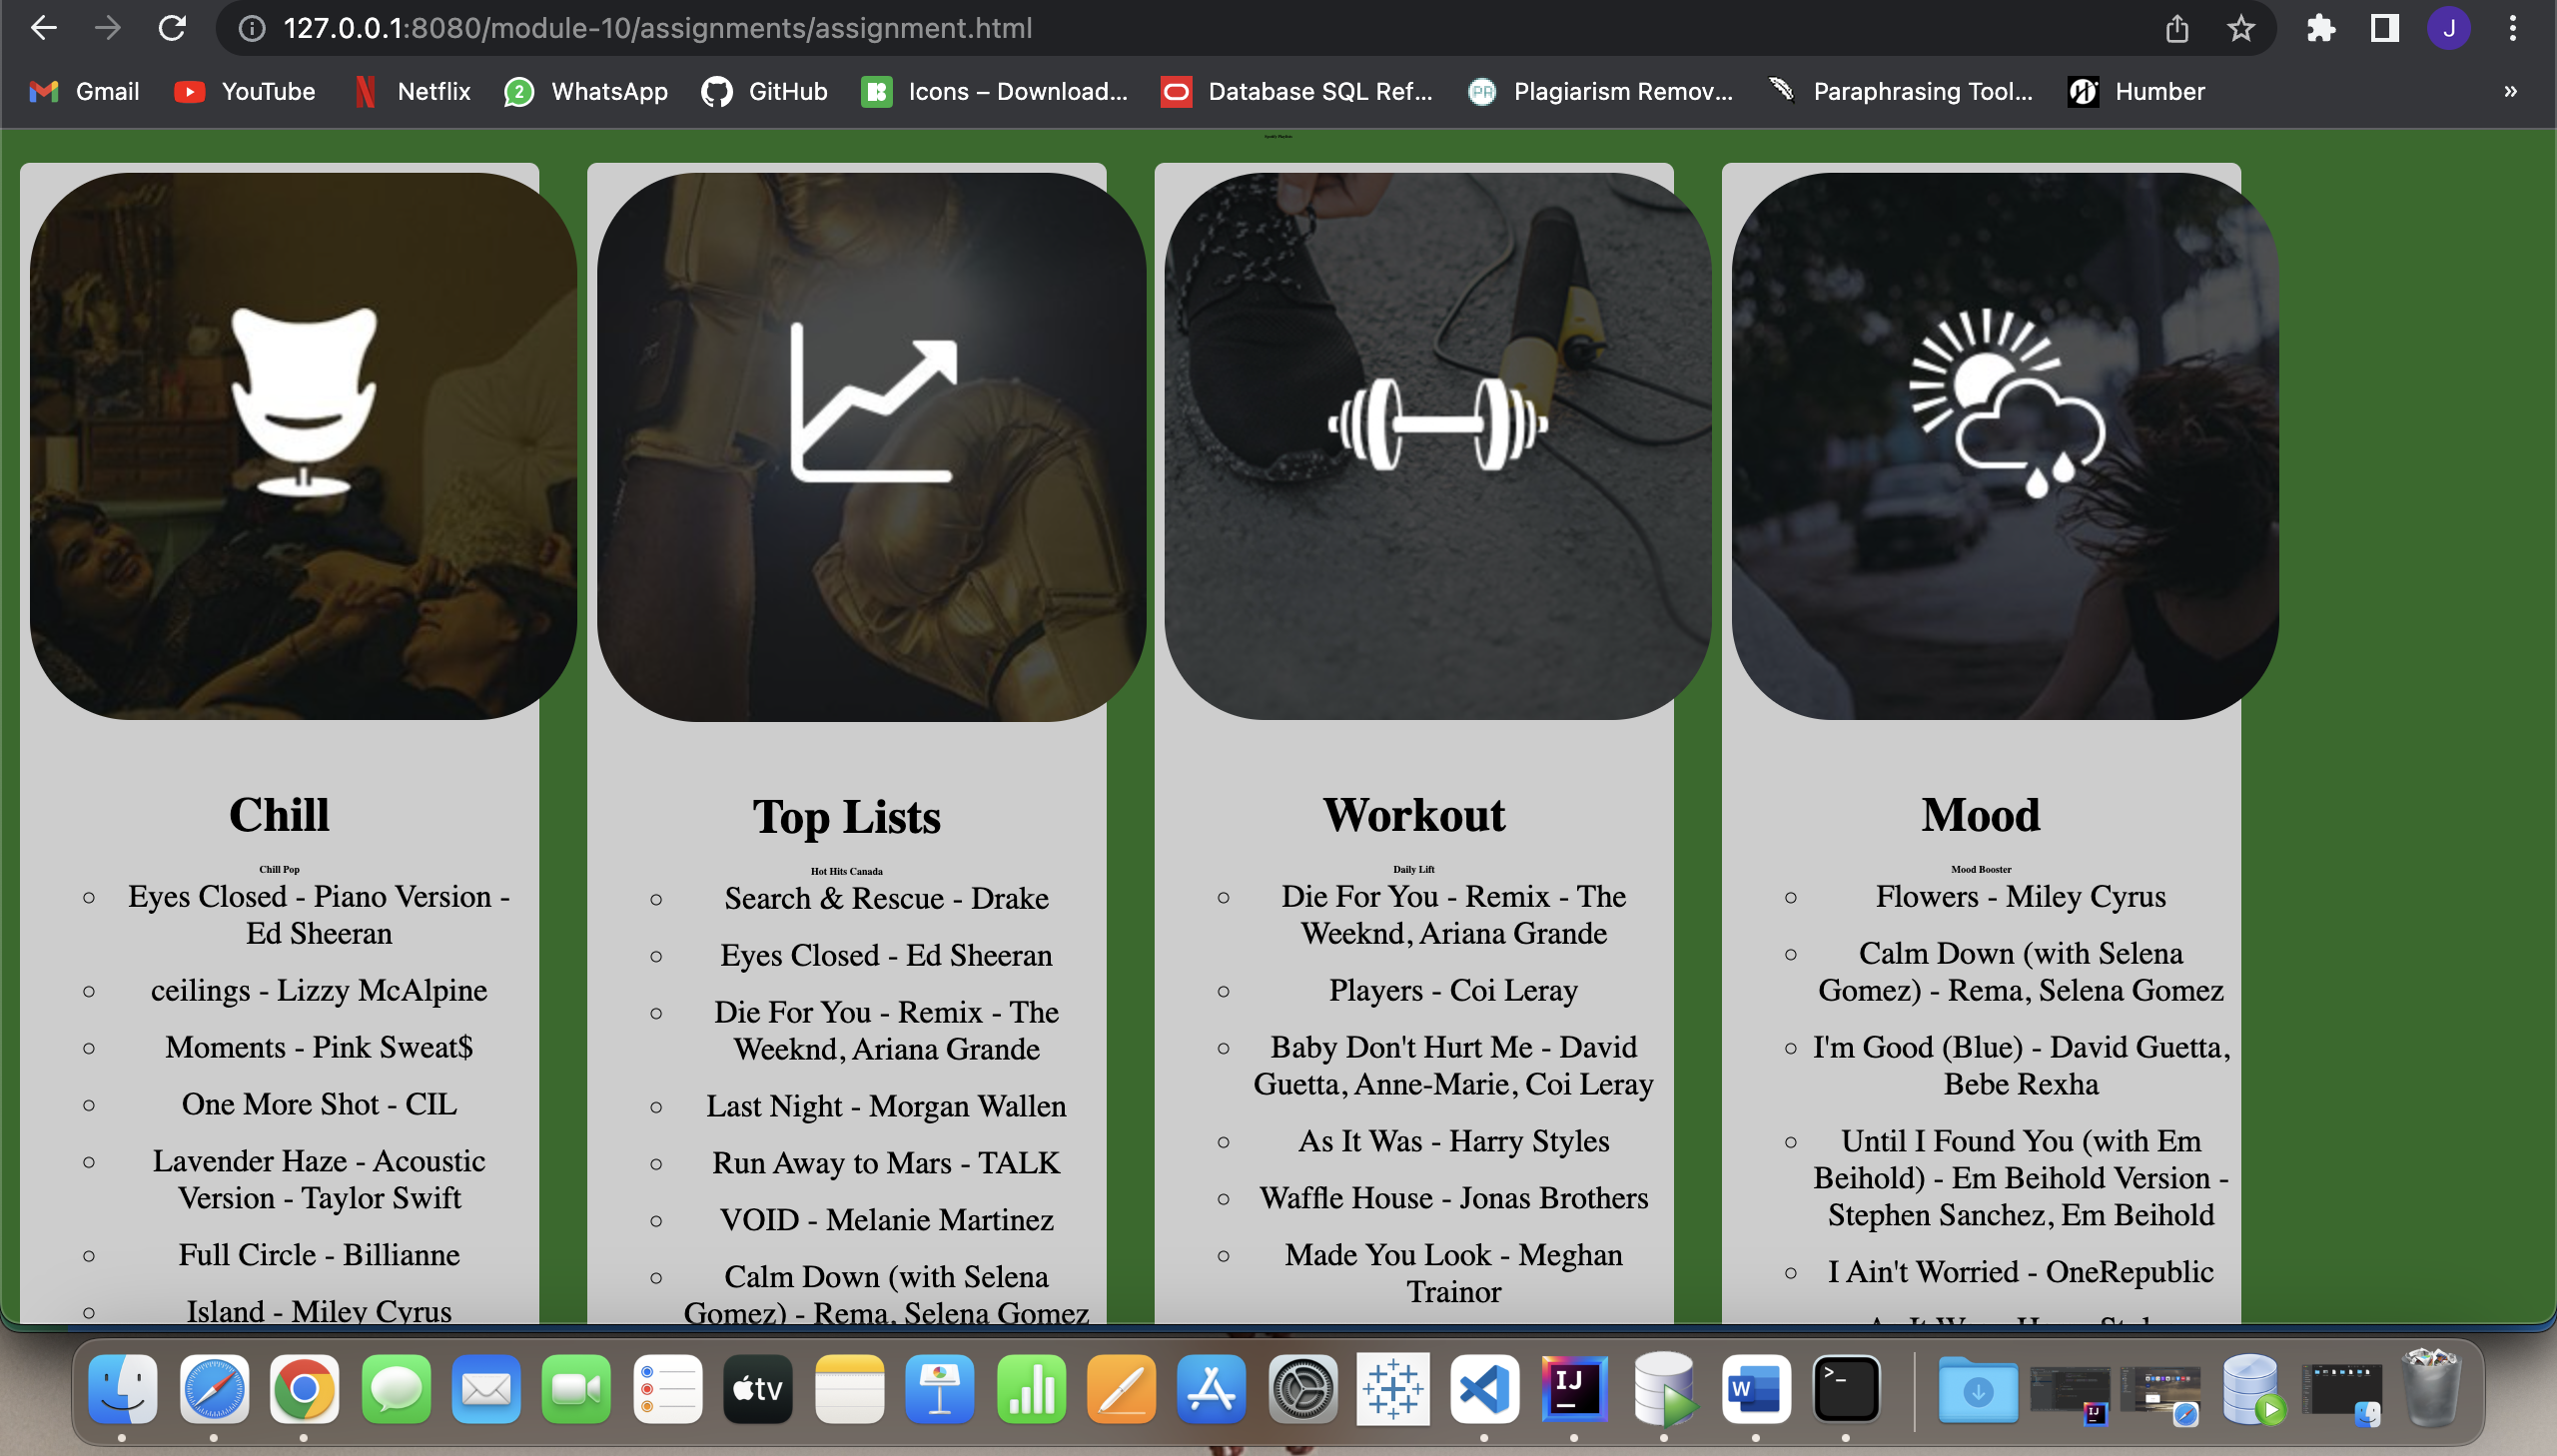 127.0.0.1:8080/module-10/assignments/assignment.html
J
Gmail
YouTube
Netflix
2
WhatsApp
GitHub
Icons – Download...
Database SQL Ref...
PR
Plagiarism Remov...
Paraphrasing Tool...
Humber
»
Chill
Chill Pop
Eyes Closed - Piano Version -
Ed Sheeran
ceilings - Lizzy McAlpine
Moments - Pink Sweat$
One More Shot - CIL
Lavender Haze - Acoustic
Version - Taylor Swift
Full Circle - Billianne
Island - Miley Cyrus
Top Lists
Hot Hits Canada
Search & Rescue - Drake
Eyes Closed - Ed Sheeran
Die For You - Remix - The
Weeknd, Ariana Grande
Last Night - Morgan Wallen
Run Away to Mars - TALK
VOID - Melanie Martinez
Calm Down (with Selena
Gomez) - Rema, Selena Gomez
Workout
Daily Lift
Die For You - Remix - The
Weeknd, Ariana Grande
Players - Coi Leray
Baby Don't Hurt Me - David
Guetta, Anne-Marie, Coi Leray
As It Was - Harry Styles
Waffle House - Jonas Brothers
Made You Look - Meghan
Trainor
Mood
Mood Booster
Flowers - Miley Cyrus
Calm Down (with Selena
Gomez) - Rema, Selena Gomez
I'm Good (Blue) - David Guetta,
Bebe Rexha
Until I Found You (with Em
Beihold) - Em Beihold Version -
Stephen Sanchez, Em Beihold
I Ain't Worried - OneRepublic
tv
IJ
W
>_
IJ